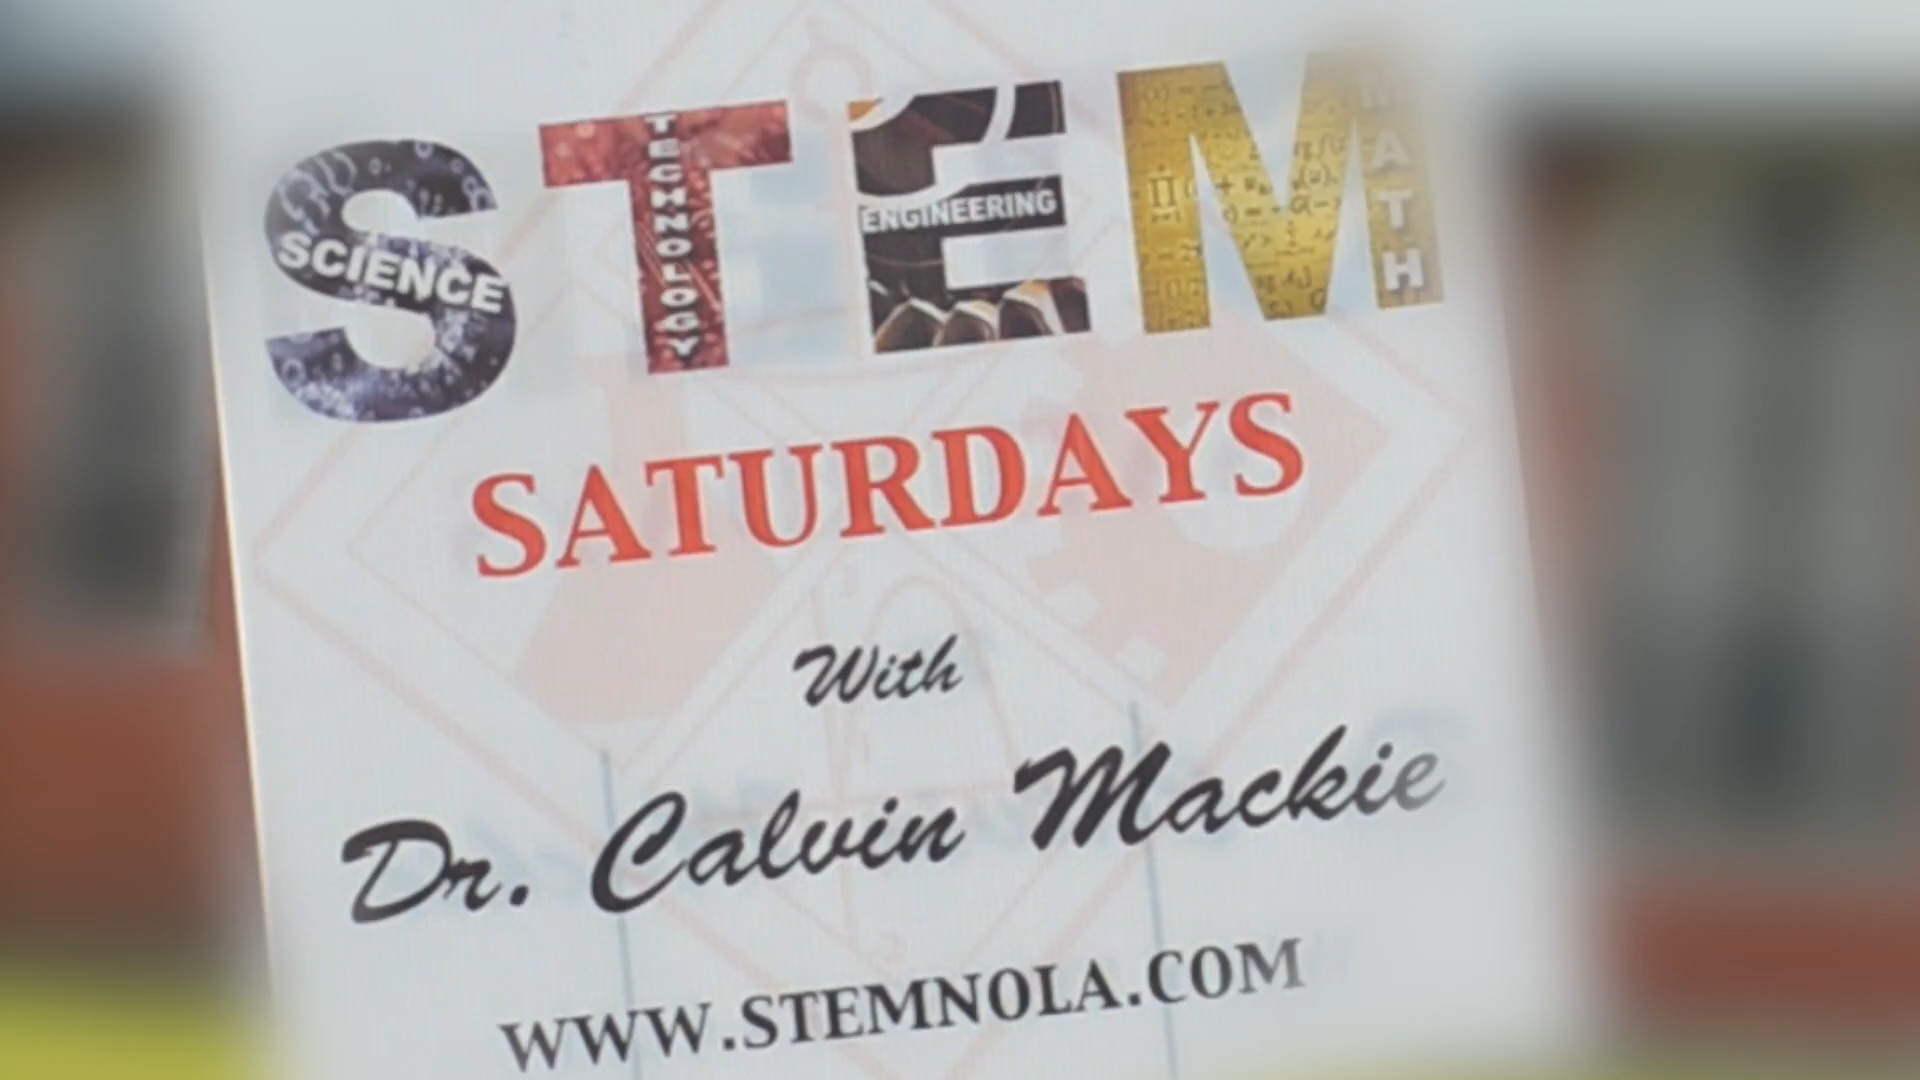 STEM
SCIENCE
TECHNOLOGY
ENGINEERING
MATH
SATURDAYS
With
Dr. Calvin Mackie
WWW.STEMNOLA.COM